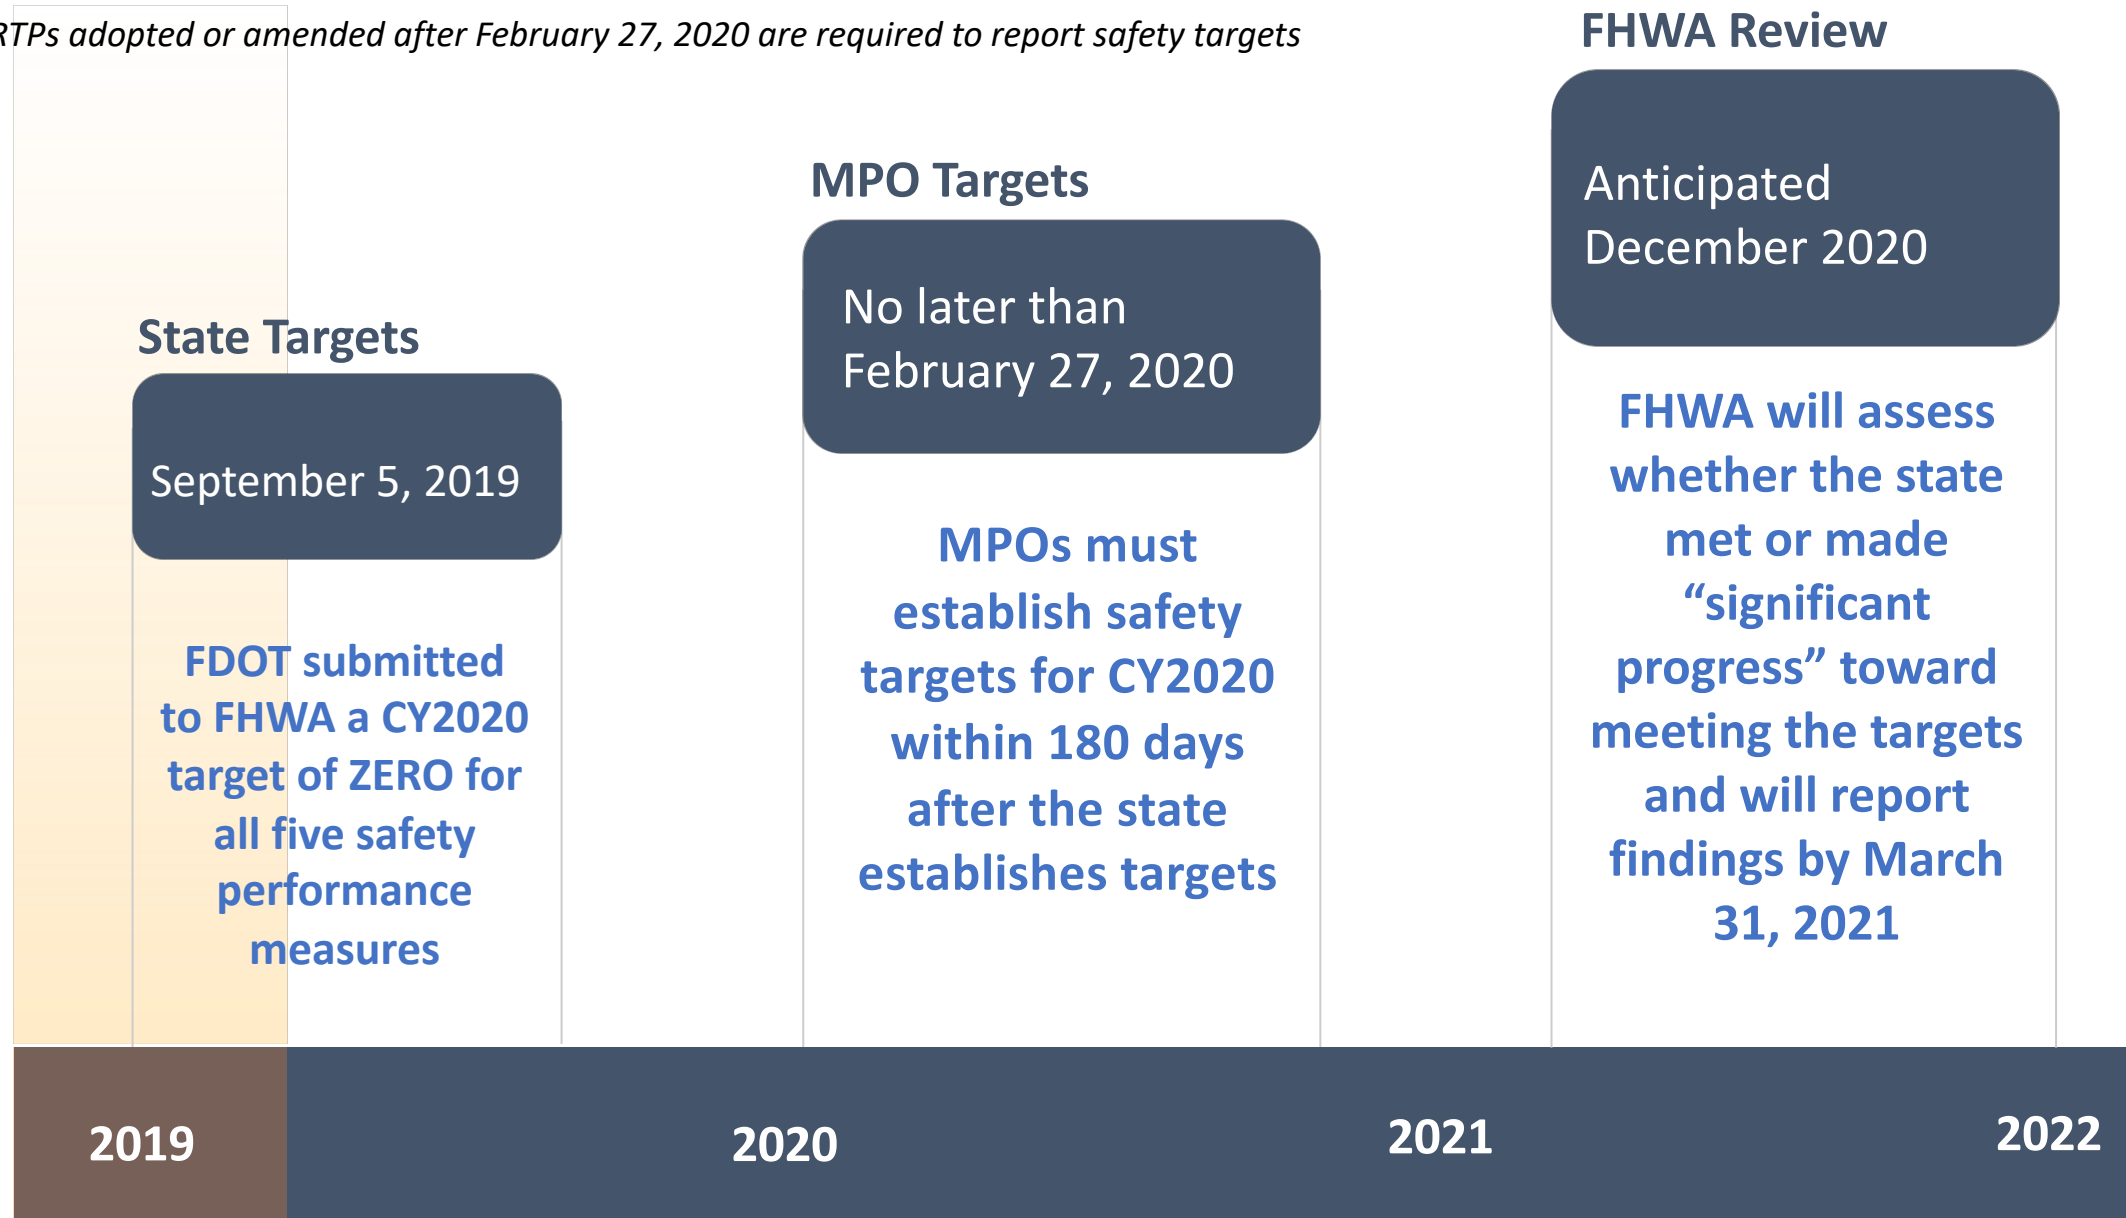 RTPs adopted or amended after February 27, 2020 are required to report safety targets
State Targets
September 5, 2019
FDOT submitted
to FHWA a CY2020
target of ZERO for
all five safety
performance
measures
MPO Targets
No later than
February 27, 2020
MPOs must
establish safety
targets for CY2020
within 180 days
after the state
establishes targets
FHWA Review
Anticipated
December 2020
FHWA will assess
whether the state
met or made
“significant
progress” toward
meeting the targets
and will report
findings by March
31, 2021
2019
2020
2021
2022